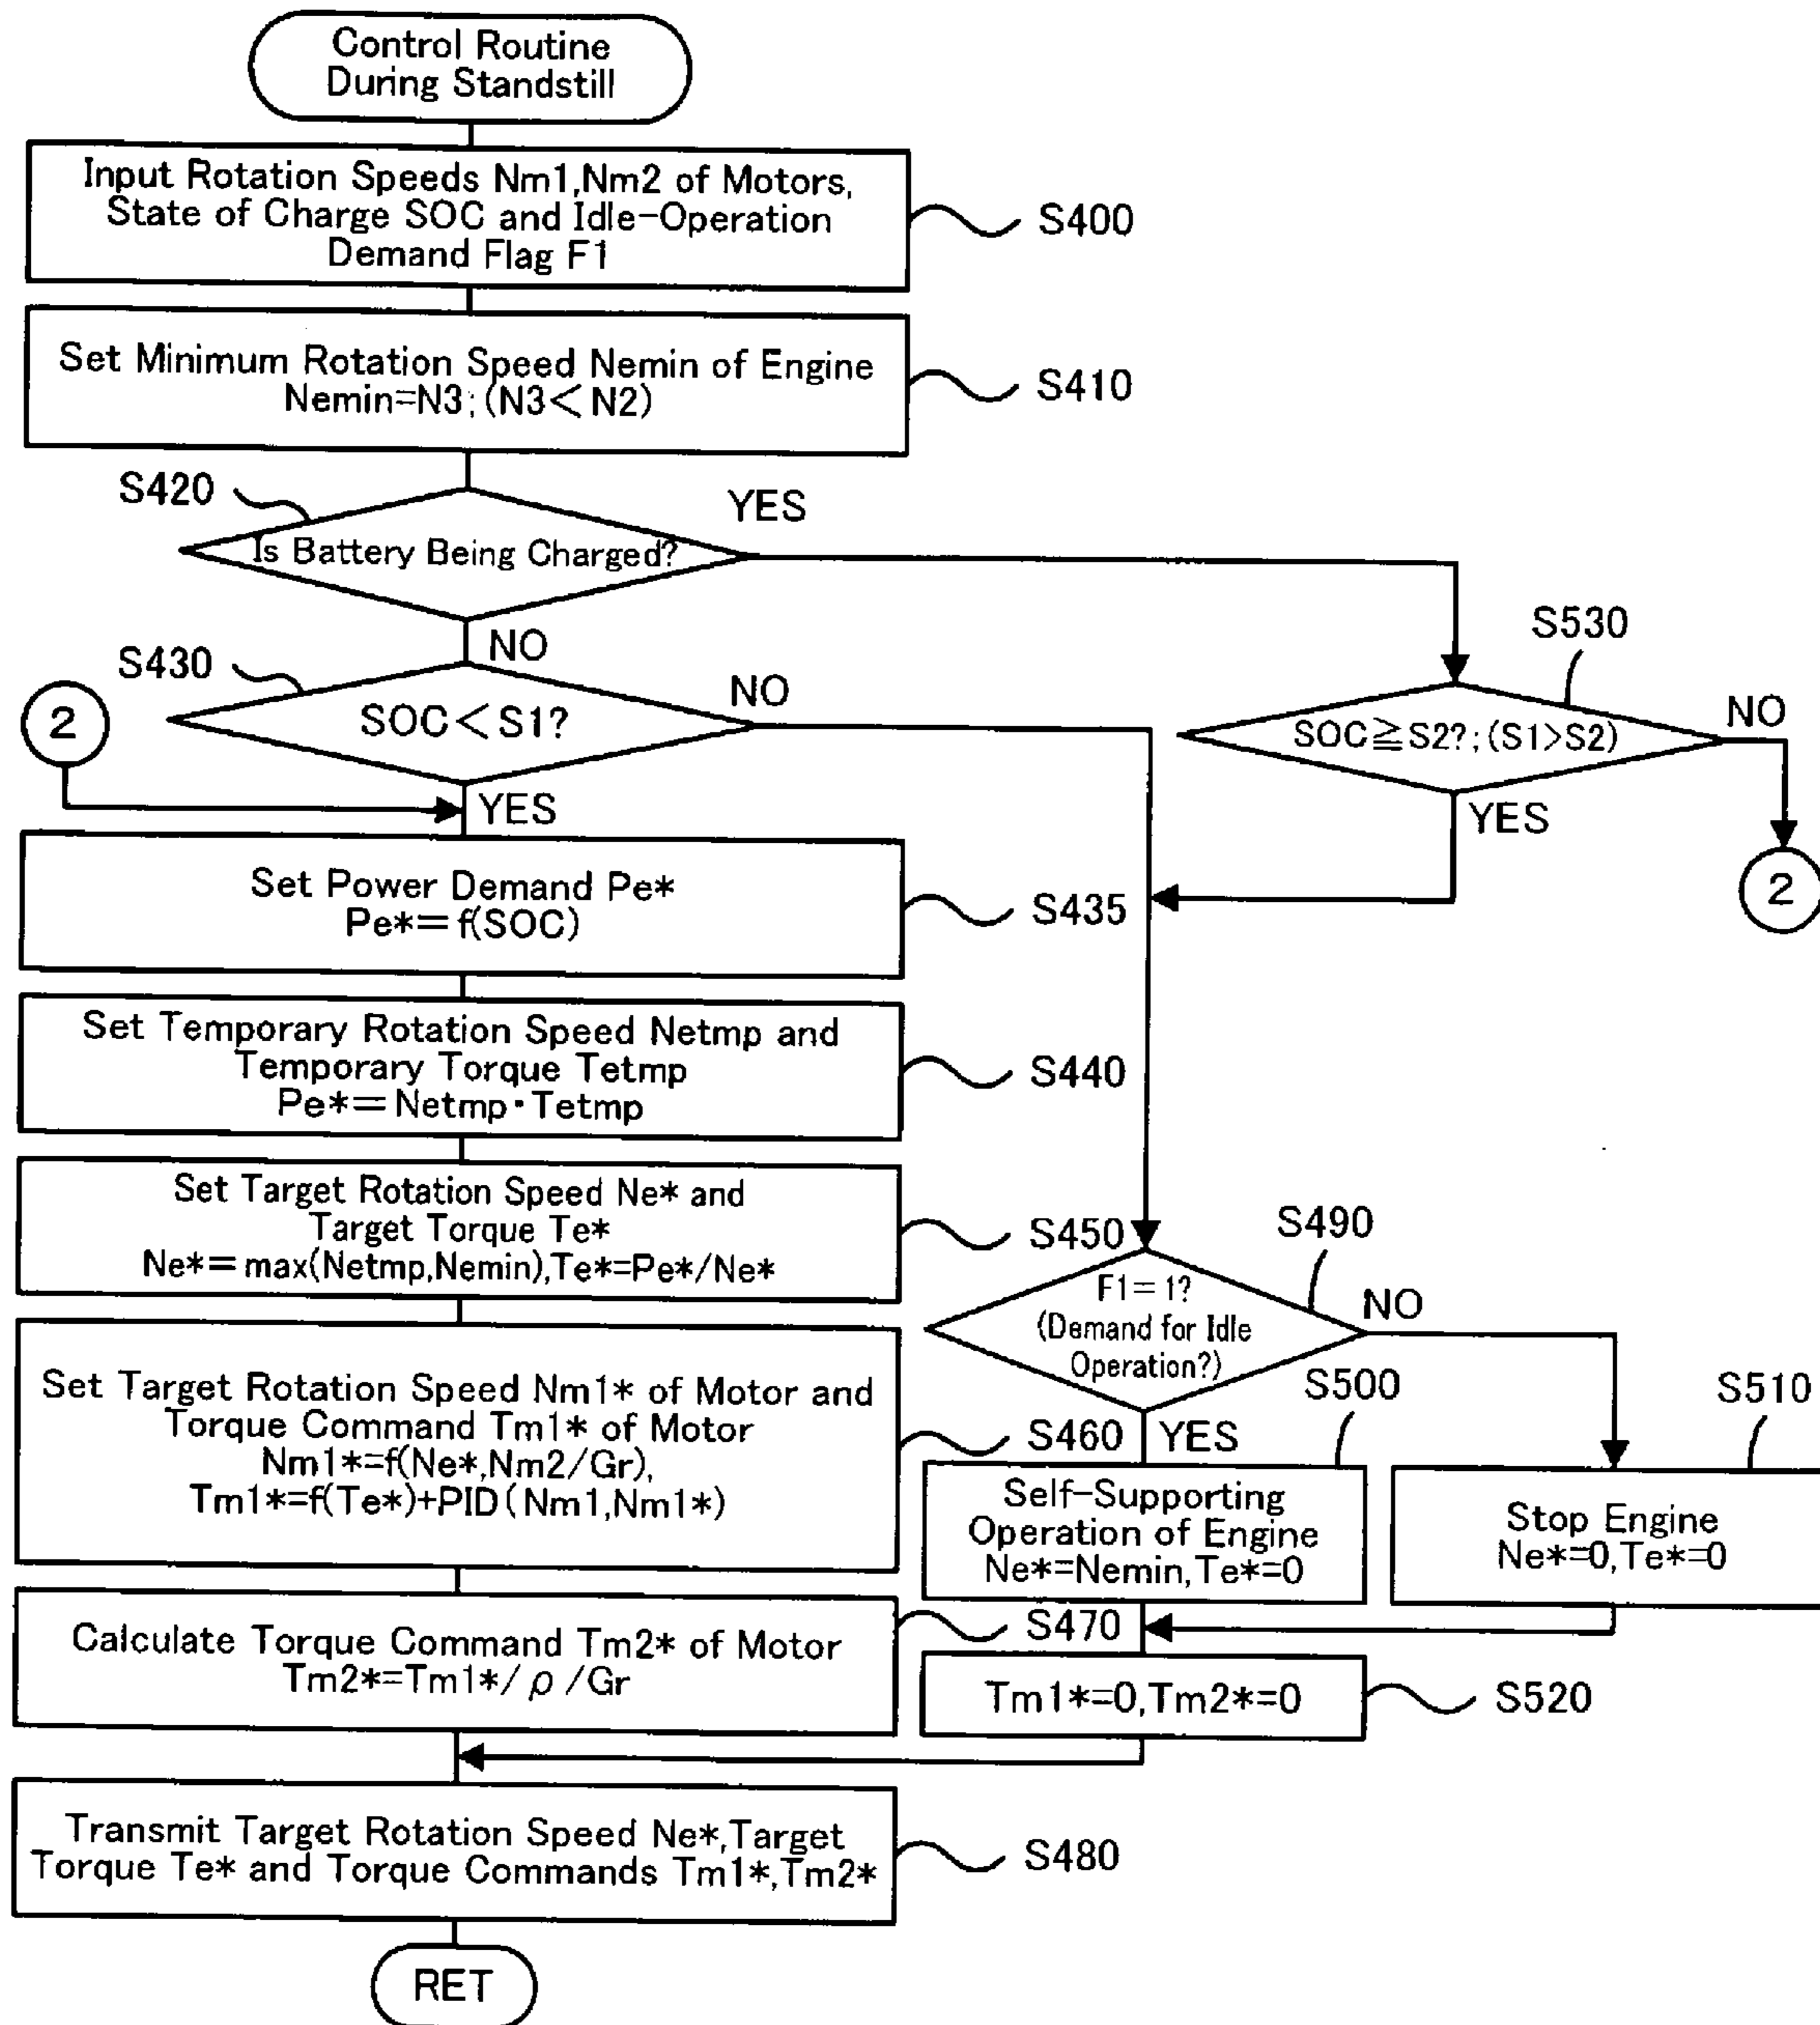 Control Routine
During Standstill
Input Rotation Speeds Nm1,Nm2 of Motors,
State of Charge SOC and Idle-Operation
Demand Flag F1
S400
Set Minimum Rotation Speed Nemin of Engine
Nemin=N3;(N3<N2)
S410
S420
Is Battery Being Charged?
YES
NO
S430
SOC<S1?
NO
YES
2
S530
SOC≧S2?;(S1>S2)
NO
YES
2
Set Power Demand Pe*
Pe*=f(SOC)
S435
Set Temporary Rotation Speed Netmp and
Temporary Torque Tetmp
Pe*=Netmp・Tetmp
S440
Set Target Rotation Speed Ne* and
Target Torque Te*
Ne*=max(Netmp,Nemin),Te*=Pe*/Ne*
S450
Set Target Rotation Speed Nm1* of Motor and
Torque Command Tm1* of Motor
Nm1*=f(Ne*,Nm2/Gr),
Tm1*=f(Te*)+PID(Nm1,Nm1*)
S460
Calculate Torque Command Tm2* of Motor
Tm2*=Tm1*/ρ/Gr
S470
S490
F1=1?
(Demand for Idle
Operation?)
NO
YES
S500
Self-Supporting
Operation of Engine
Ne*=Nemin,Te*=0
S510
Stop Engine
Ne*=0,Te*=0
Tm1*=0,Tm2*=0
S520
Transmit Target Rotation Speed Ne*,Target
Torque Te* and Torque Commands Tm1*,Tm2*
S480
RET